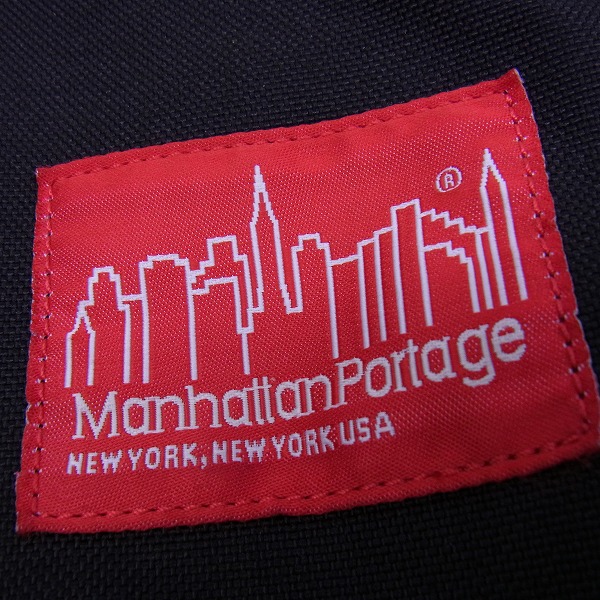 ®
ManhattanPortage
NEW YORK, NEW YORK USA